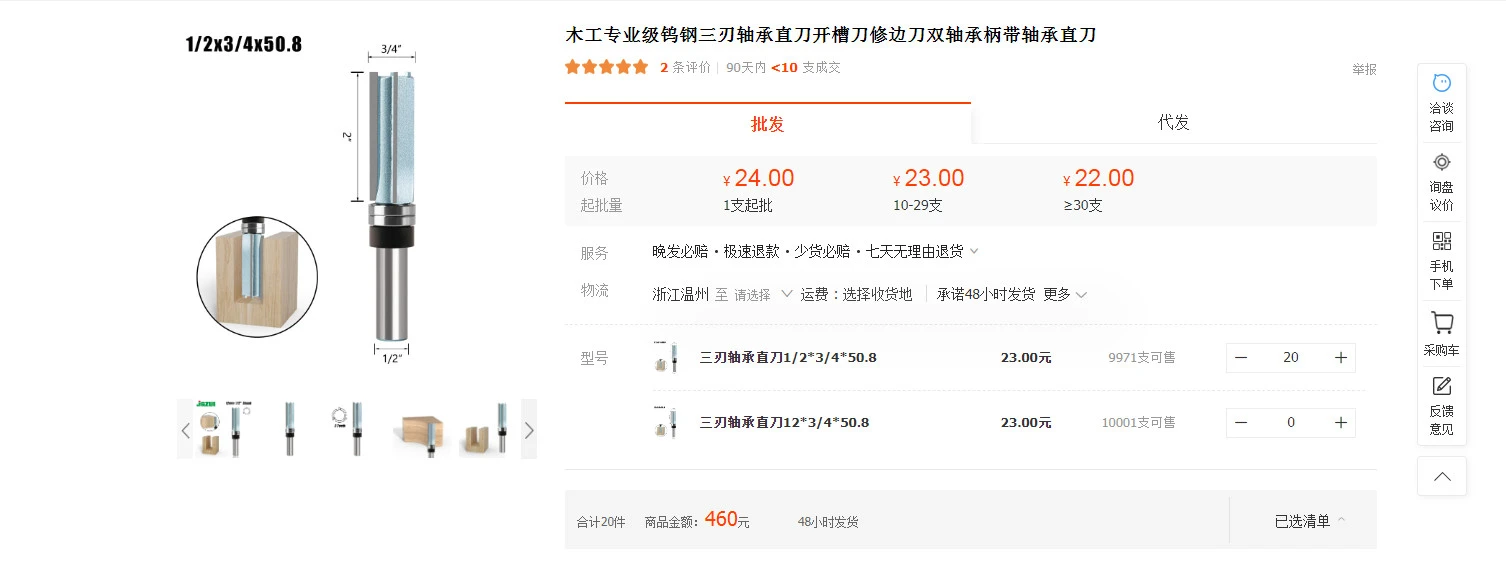 1/2x3/4x50.8
3/4"
2"
1/2"
木工专业级钨钢三刃轴承直刀开槽刀修边刀双轴承柄带轴承直刀
2 条评价 90天内 <10 支成交
举报
批发
代发
价格 ¥ 24.00 ¥ 23.00 ¥ 22.00
起批量 1支起批 10-29支 ≥30支
服务 晚发必赔·极速退款·少货必赔·七天无理由退货
物流 浙江温州 至 请选择 运费：选择收货地 承诺48小时发货 更多
型号 三刃轴承直刀1/2*3/4*50.8 23.00元 9971支可售 — 20 +
三刃轴承直刀12*3/4*50.8 23.00元 10001支可售 — 0 +
合计20件 商品金额：460元 48小时发货 已选清单
洽谈
咨询
询盘
议价
手机
下单
采购车
反馈
意见